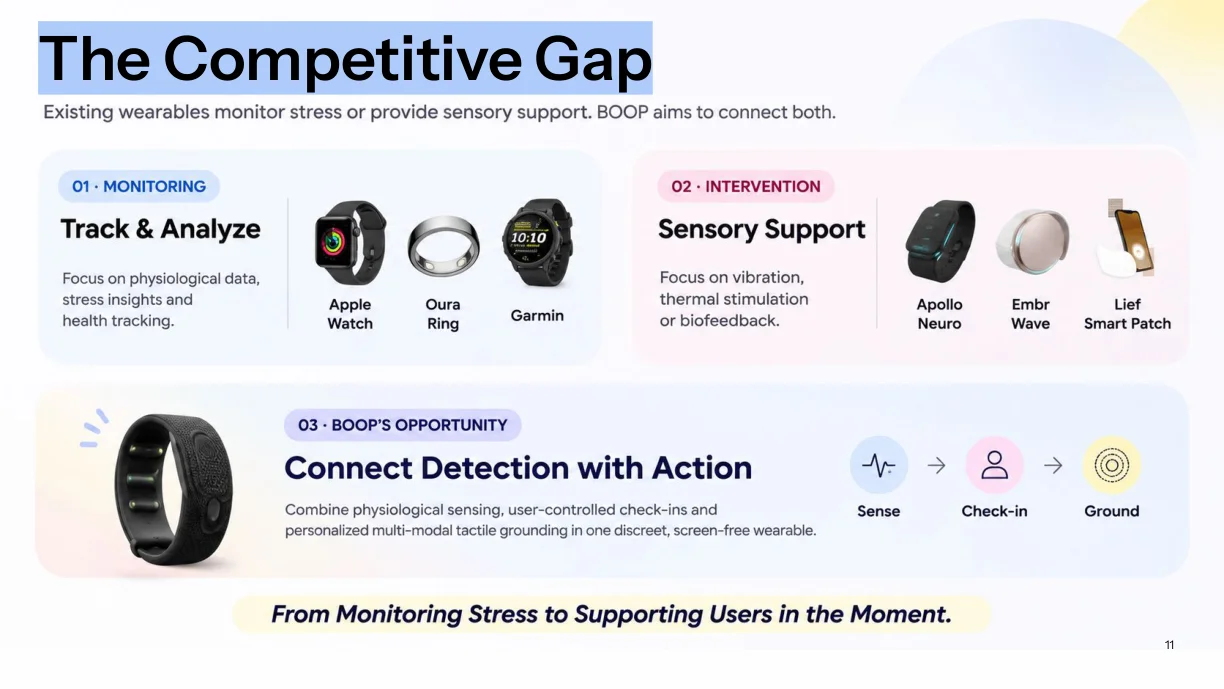 The Competitive Gap
Existing wearables monitor stress or provide sensory support. BOOP aims to connect both.
01 · MONITORING
Track & Analyze
Focus on physiological data,
stress insights and
health tracking.
10:10
Apple
Watch
Oura
Ring
Garmin
02 · INTERVENTION
Sensory Support
Focus on vibration,
thermal stimulation
or biofeedback.
Apollo
Neuro
Embr
Wave
Lief
Smart Patch
03 · BOOP'S OPPORTUNITY
Connect Detection with Action
Combine physiological sensing, user-controlled check-ins and
personalized multi-modal tactile grounding in one discreet, screen-free wearable.
Sense
Check-in
Ground
From Monitoring Stress to Supporting Users in the Moment.
11